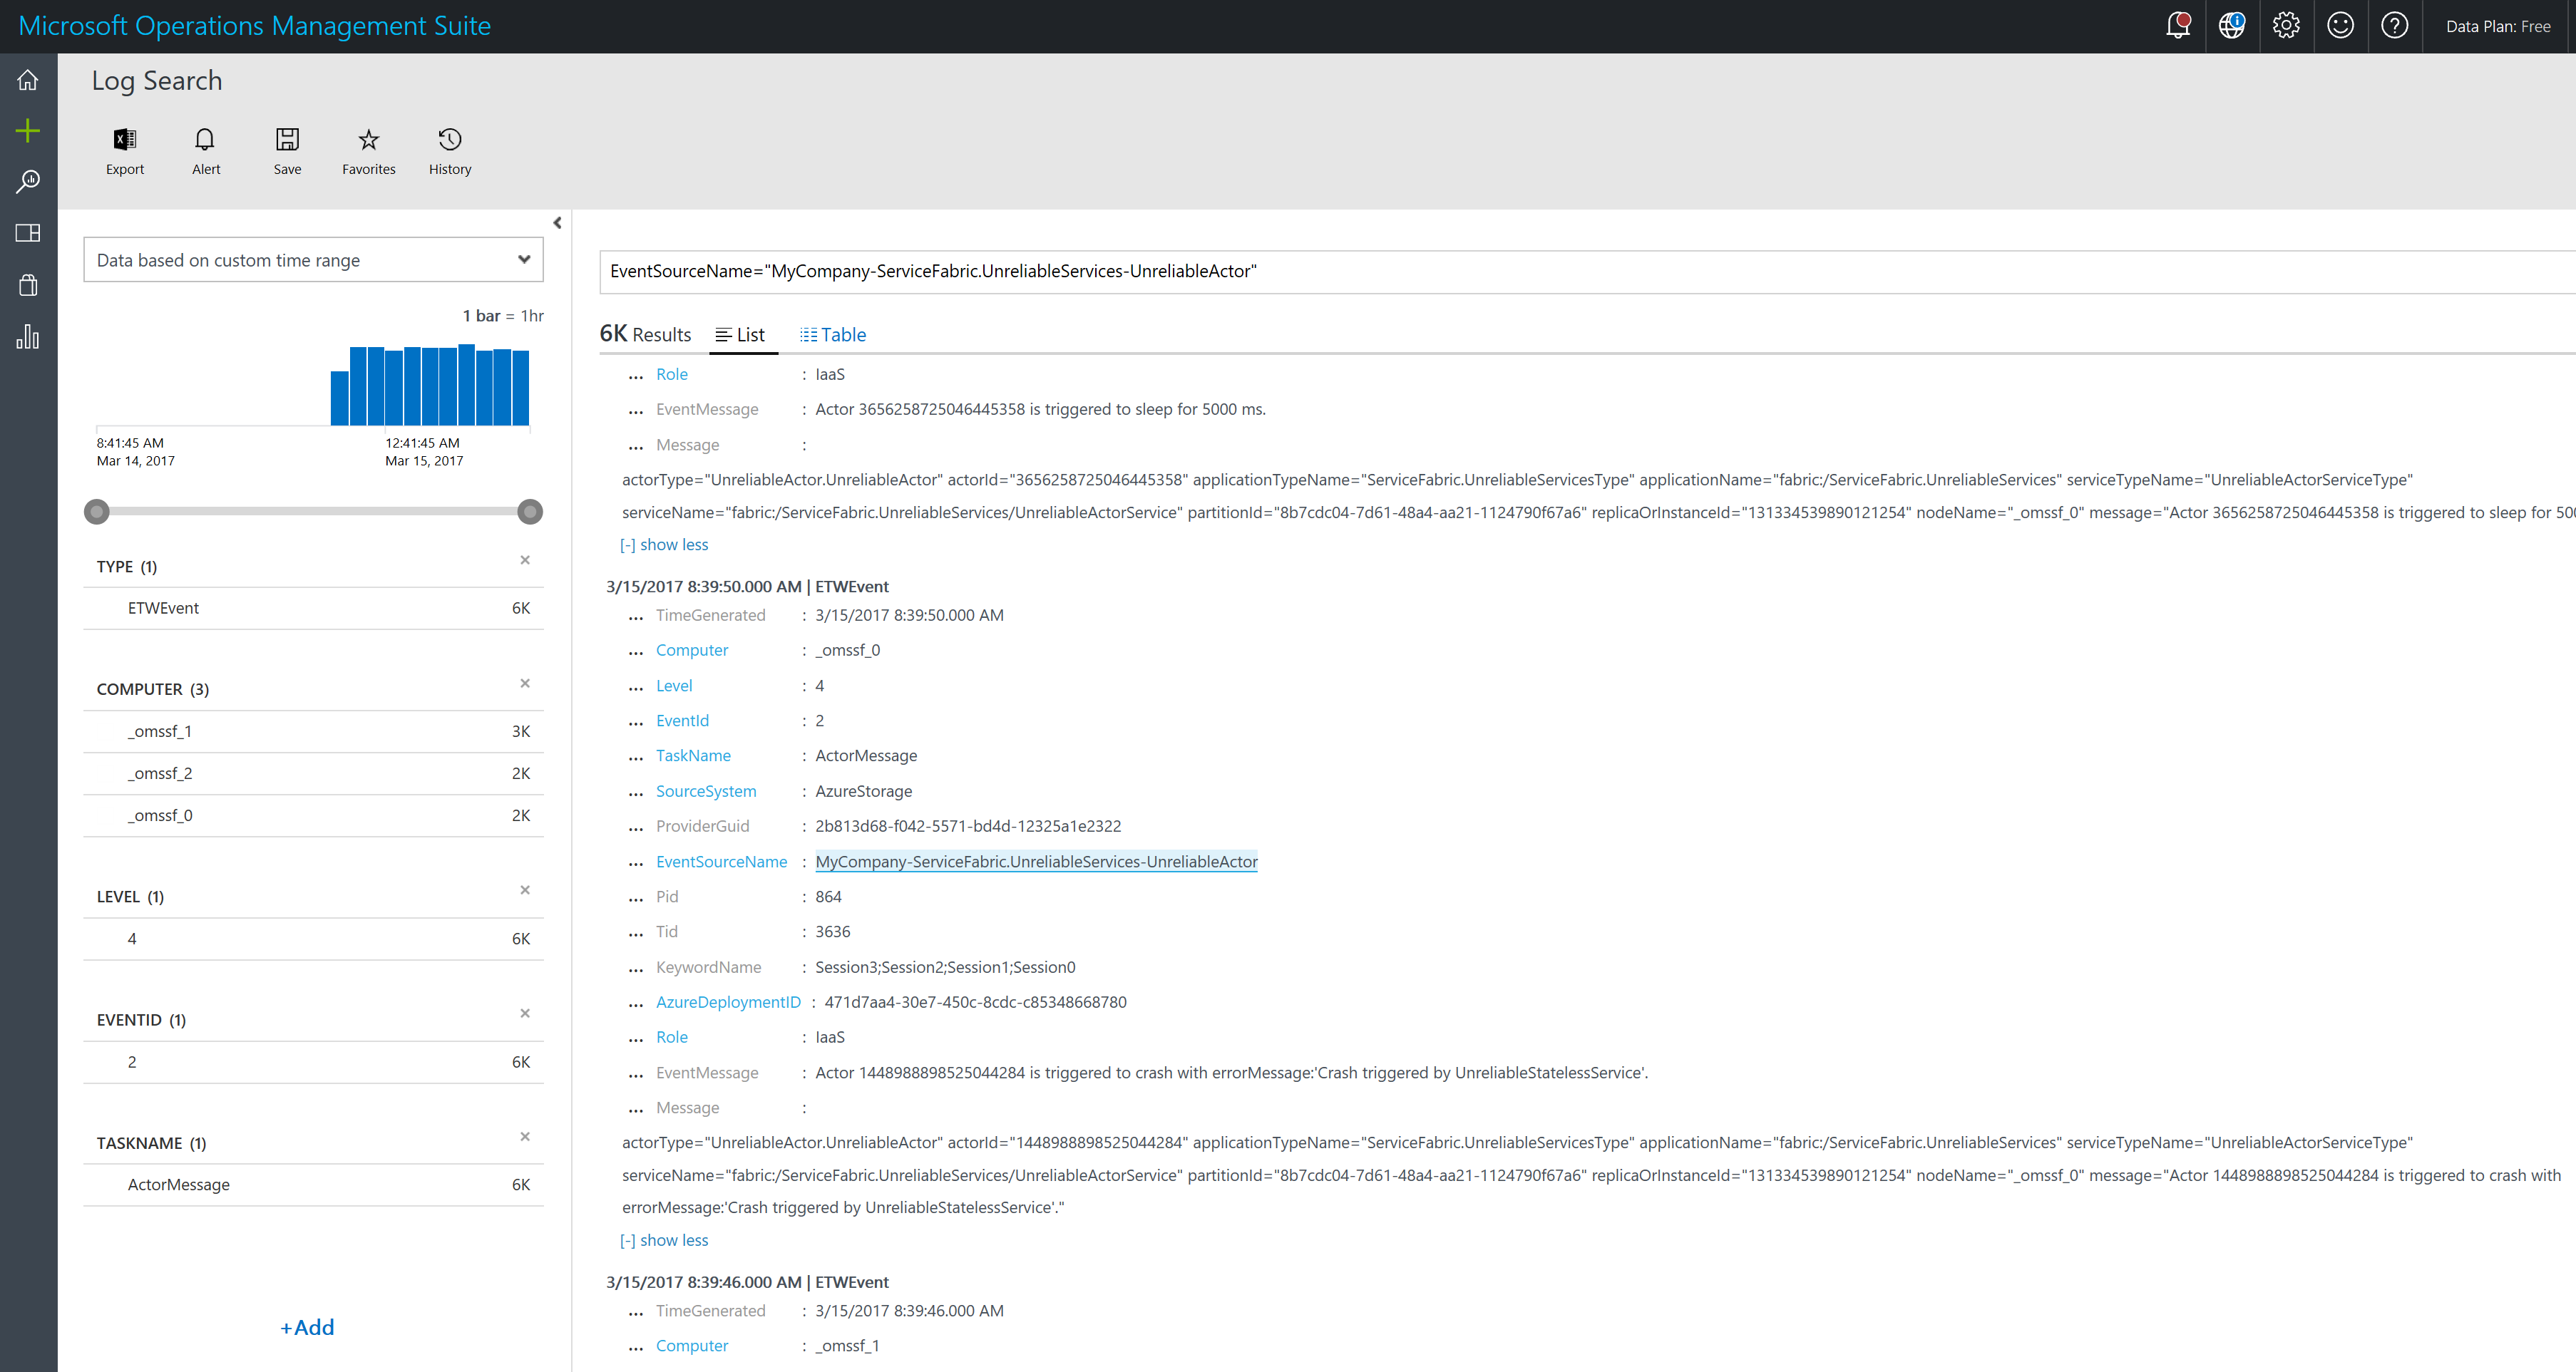 Microsoft Operations Management Suite
Data Plan: Free
Log Search
Export
Alert
Save
Favorites
History
Data based on custom time range
1 bar = 1hr
8:41:45 AM
Mar 14, 2017
12:41:45 AM
Mar 15, 2017
TYPE (1)
ETWEvent 6K
COMPUTER (3)
_omssf_1 3K
_omssf_2 2K
_omssf_0 2K
LEVEL (1)
4 6K
EVENTID (1)
2 6K
TASKNAME (1)
ActorMessage 6K
+Add
EventSourceName="MyCompany-ServiceFabric.UnreliableServices-UnreliableActor"
6K Results List Table
... Role : IaaS
... EventMessage : Actor 3656258725046445358 is triggered to sleep for 5000 ms.
... Message :
actorType="UnreliableActor.UnreliableActor" actorId="3656258725046445358" applicationTypeName="ServiceFabric.UnreliableServicesType" applicationName="fabric:/ServiceFabric.UnreliableServices" serviceTypeName="UnreliableActorServiceType"
serviceName="fabric:/ServiceFabric.UnreliableServices/UnreliableActorService" partitionId="8b7cdc04-7d61-48a4-aa21-1124790f67a6" replicaOrInstanceId="131334539890121254" nodeName="_omssf_0" message="Actor 3656258725046445358 is triggered to sleep for 500
[-] show less
3/15/2017 8:39:50.000 AM | ETWEvent
... TimeGenerated : 3/15/2017 8:39:50.000 AM
... Computer : _omssf_0
... Level : 4
... EventId : 2
... TaskName : ActorMessage
... SourceSystem : AzureStorage
... ProviderGuid : 2b813d68-f042-5571-bd4d-12325a1e2322
... EventSourceName : MyCompany-ServiceFabric.UnreliableServices-UnreliableActor
... Pid : 864
... Tid : 3636
... KeywordName : Session3;Session2;Session1;Session0
... AzureDeploymentID : 471d7aa4-30e7-450c-8cdc-c85348668780
... Role : IaaS
... EventMessage : Actor 1448988898525044284 is triggered to crash with errorMessage:'Crash triggered by UnreliableStatelessService'.
... Message :
actorType="UnreliableActor.UnreliableActor" actorId="1448988898525044284" applicationTypeName="ServiceFabric.UnreliableServicesType" applicationName="fabric:/ServiceFabric.UnreliableServices" serviceTypeName="UnreliableActorServiceType"
serviceName="fabric:/ServiceFabric.UnreliableServices/UnreliableActorService" partitionId="8b7cdc04-7d61-48a4-aa21-1124790f67a6" replicaOrInstanceId="131334539890121254" nodeName="_omssf_0" message="Actor 1448988898525044284 is triggered to crash with
errorMessage:'Crash triggered by UnreliableStatelessService'."
[-] show less
3/15/2017 8:39:46.000 AM | ETWEvent
... TimeGenerated : 3/15/2017 8:39:46.000 AM
... Computer : _omssf_1